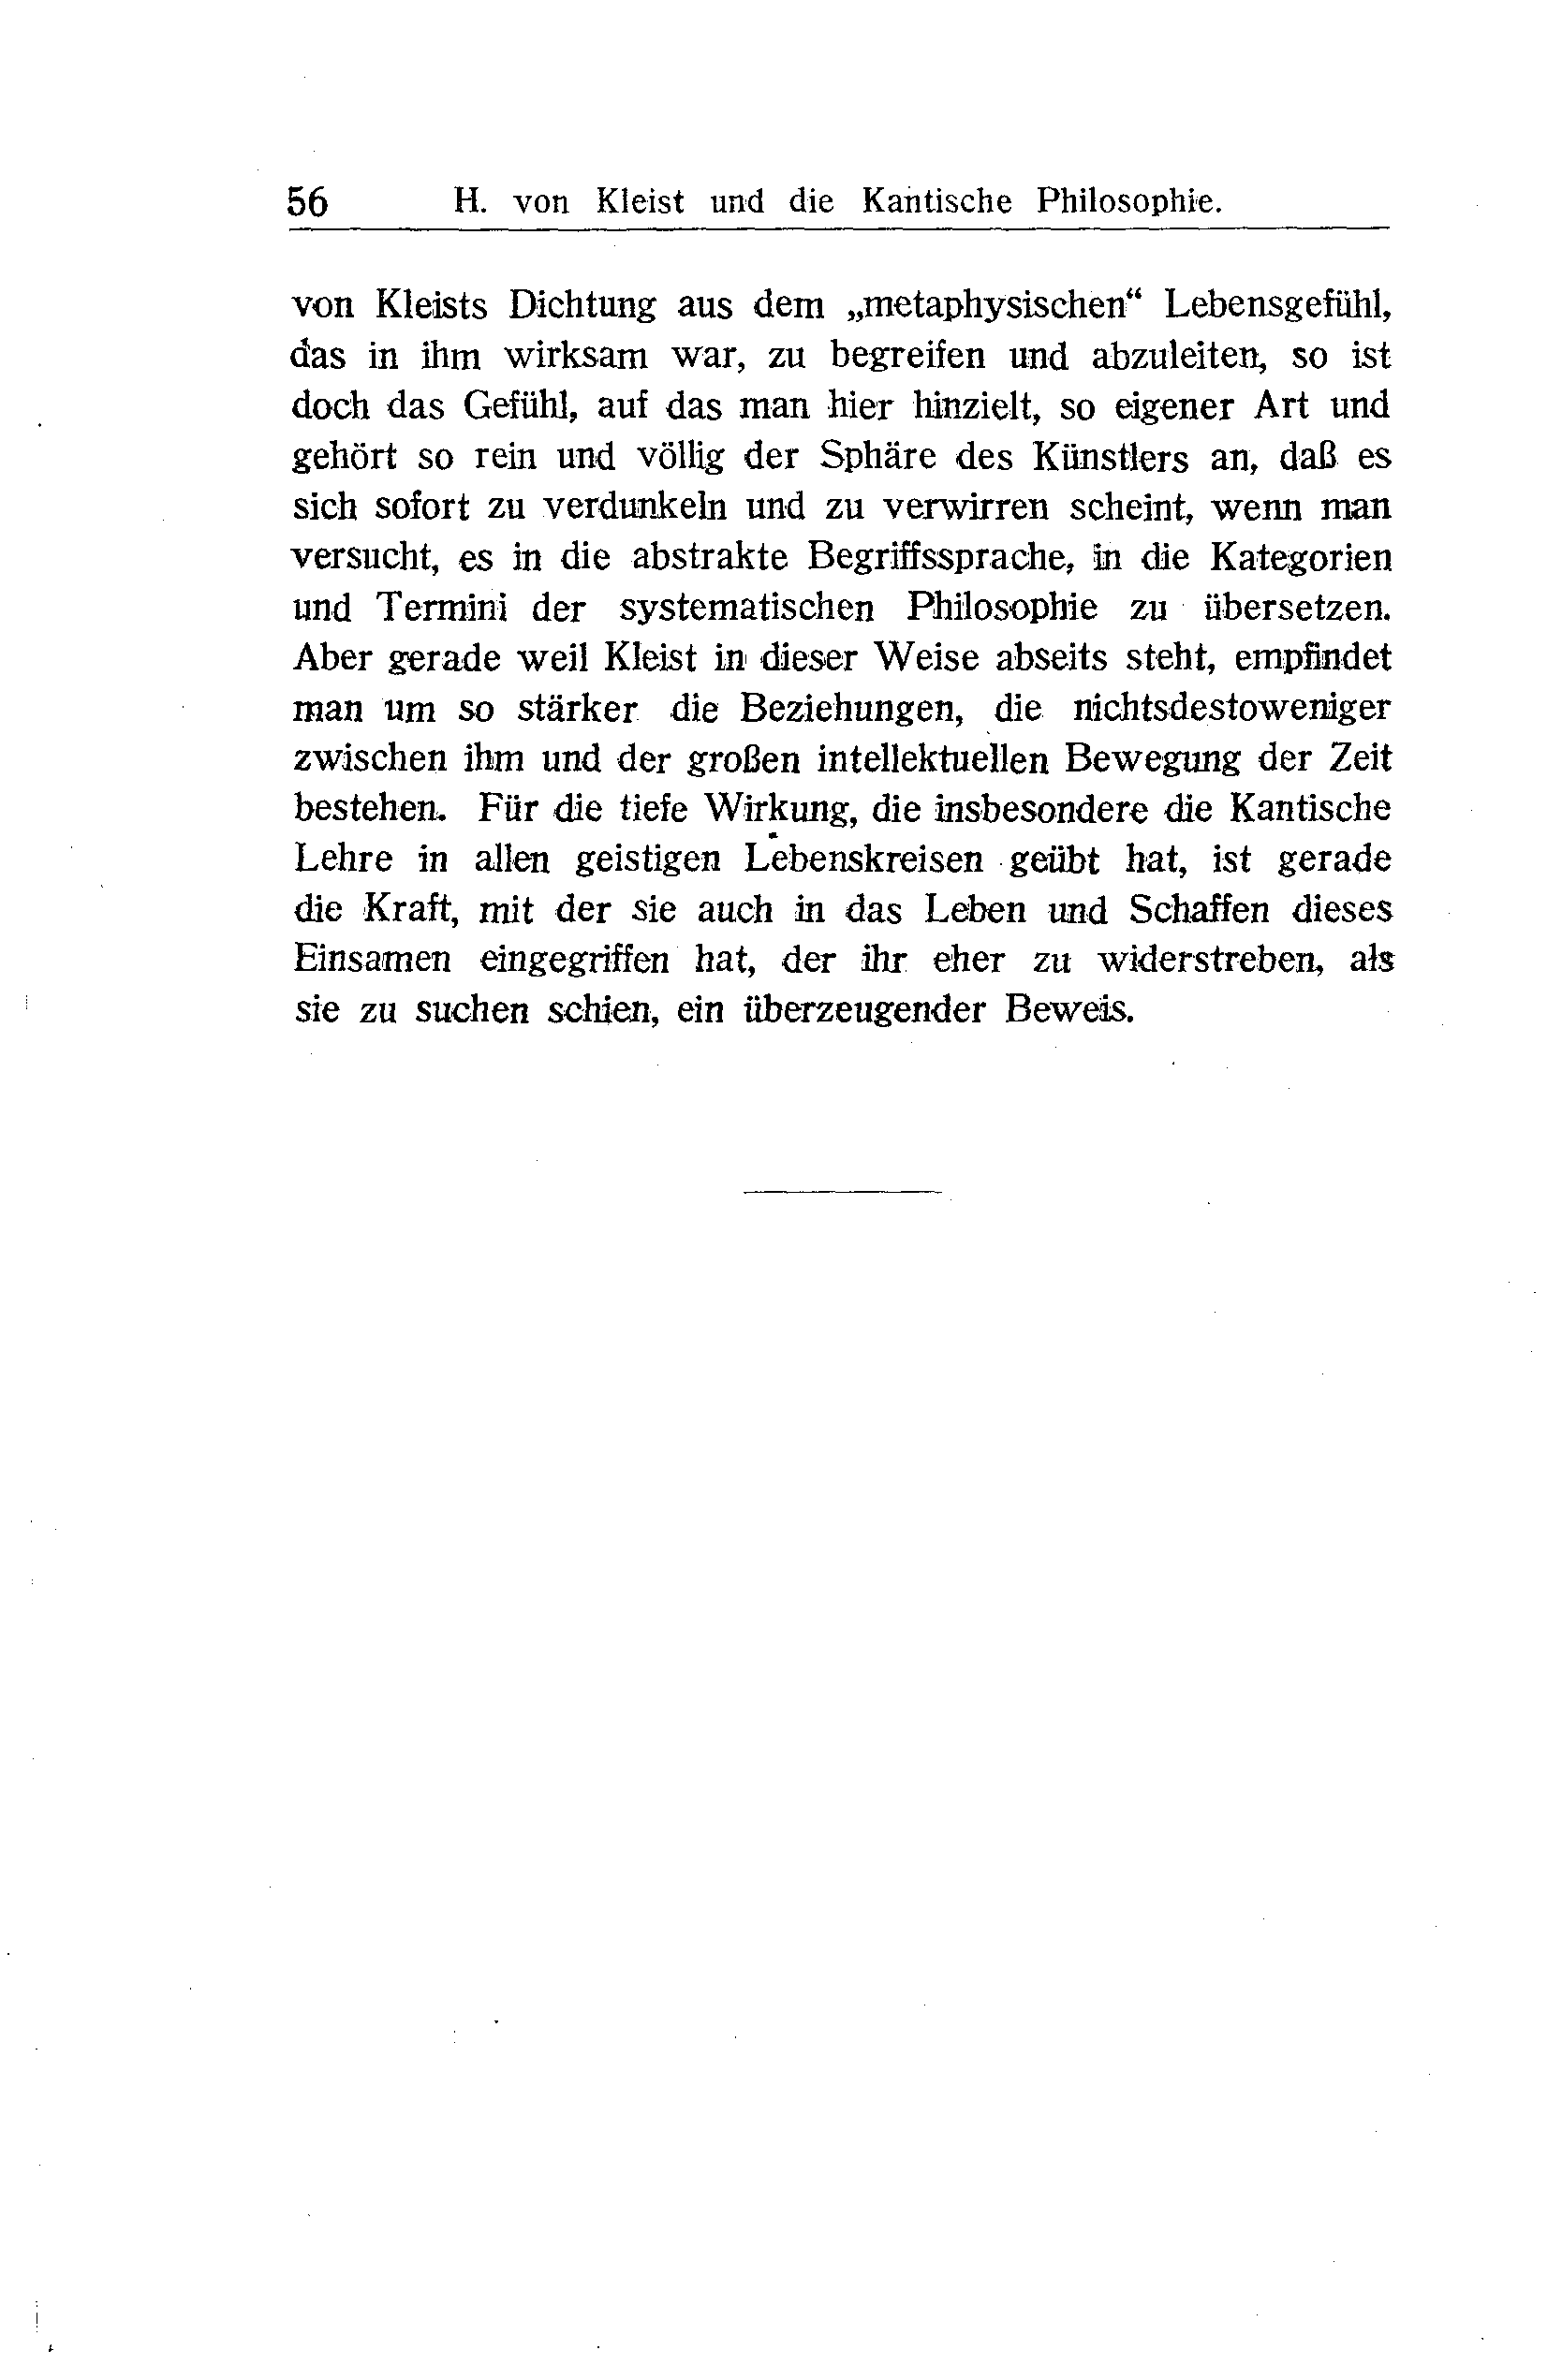 56 H. von Kleist und die Kantische Philosophie.
von Kleists Dichtung aus dem „metaphysischen“ Lebensgefühl,
das in ihm wirksam war, zu begreifen und abzuleiten, so ist
doch das Gefühl, auf das man hier hinzielt, so eigener Art und
gehört so rein und völlig der Sphäre des Künstlers an, daß es
sich sofort zu verdunkeln und zu verwirren scheint, wenn man
versucht, es in die abstrakte Begriffssprache, in die Kategorien
und Termini der systematischen Philosophie zu übersetzen.
Aber gerade weil Kleist in dieser Weise abseits steht, empfindet
man um so stärker die Beziehungen, die nichtsdestoweniger
zwischen ihm und der großen intellektuellen Bewegung der Zeit
bestehen. Für die tiefe Wirkung, die insbesondere die Kantische
Lehre in allen geistigen Lebenskreisen geübt hat, ist gerade
die Kraft, mit der sie auch in das Leben und Schaffen dieses
Einsamen eingegriffen hat, der ihr eher zu widerstreben, als
sie zu suchen schien, ein überzeugender Beweis.